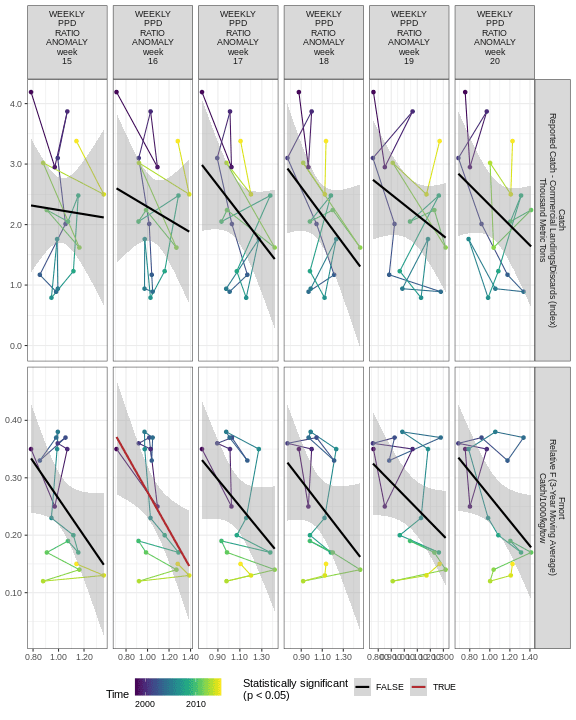 WEEKLY
PPD
RATIO
ANOMALY
week
15
WEEKLY
PPD
RATIO
ANOMALY
week
16
WEEKLY
PPD
RATIO
ANOMALY
week
17
WEEKLY
PPD
RATIO
ANOMALY
week
18
WEEKLY
PPD
RATIO
ANOMALY
week
19
WEEKLY
PPD
RATIO
ANOMALY
week
20
4.0
3.0
2.0
1.0
0.0
Catch
Reported Catch - Commercial Landings/Discards (Index)
Thousand Metric Tons
0.40
0.30
0.20
0.10
Fmort
Relative F (3-Year Moving Average)
Catch/1000/kg/tow
0.80 1.00 1.20
0.80 1.00 1.20 1.40
0.90 1.10 1.30
0.90 1.10 1.30
0.80 1.00 1.20 1.40
Time
2000 2010
Statistically significant
(p < 0.05)
FALSE TRUE